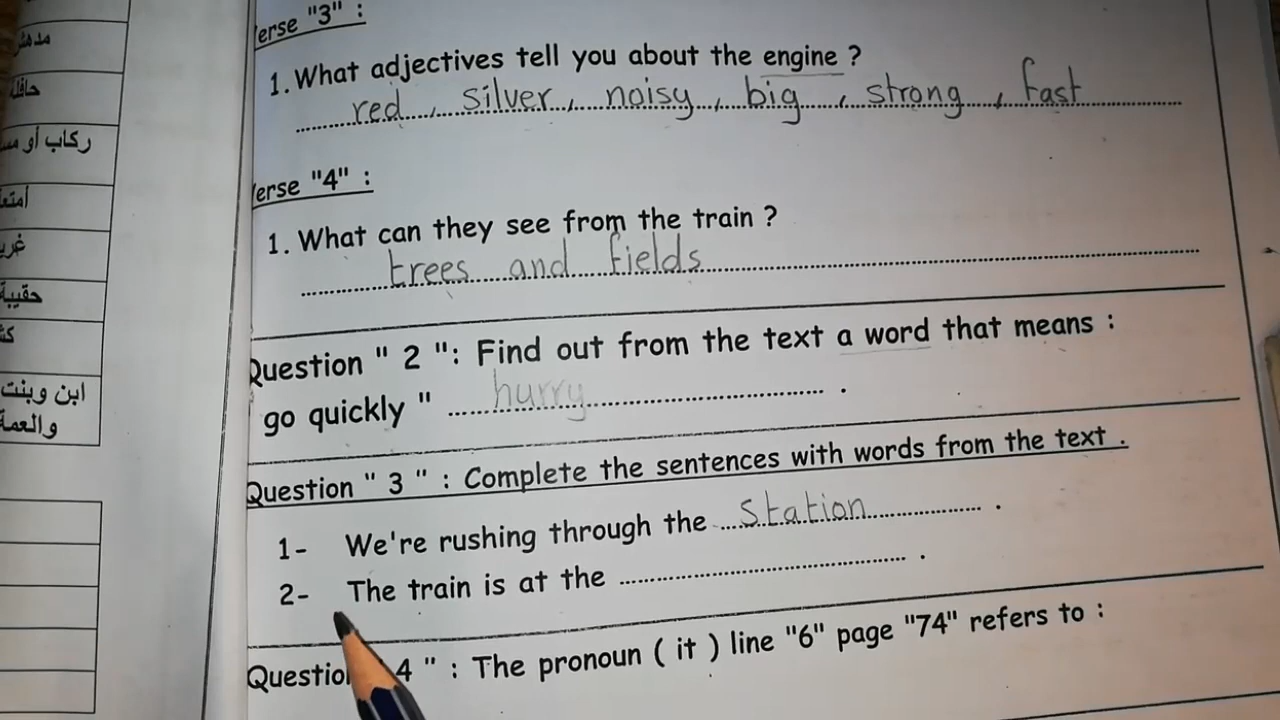 erse "3" :
1. What adjectives tell you about the engine ?
red , silver , noisy , big , strong , fast
erse "4" :
1. What can they see from the train ?
trees and fields
Question " 2 ": Find out from the text a word that means :
go quickly " hurry .
Question " 3 " : Complete the sentences with words from the text .
1- We're rushing through the station .
2- The train is at the .
Question 4 " : The pronoun ( it ) line "6" page "74" refers to :
ركاب أو
حقيبة
ابن وبنت
والعمة